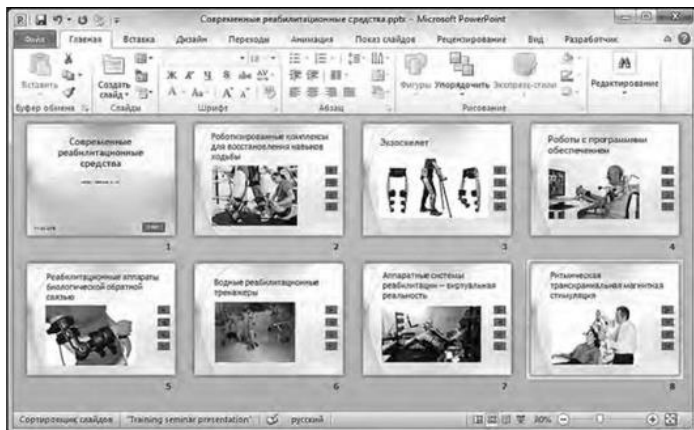 Современные реабилитационные средства.pptx - Microsoft PowerPoint
Файл Главная Вставка Дизайн Переходы Анимация Показ слайдов Рецензирование Вид Разработчик
Вставить
Создать слайд
Ж К Ч S abc AV
Aa A A
18
Фигуры Упорядочить Экспресс-стили
Редактирование
Буфер обмена Слайды Шрифт Абзац Рисование
Современные
реабилитационные
средства
1
Роботизированные комплексы
для восстановления навыков
ходьбы
2
Экзоскелет
3
Роботы с программным
обеспечением
4
Реабилитационные аппараты
биологической обратной
связью
5
Водные реабилитационные
тренажеры
6
Аппаратные системы
реабилитации – виртуальная
реальность
7
Ритмическая
транскраниальная магнитная
стимуляция
8
Сортировщик слайдов "Training seminar presentation" русский 30%